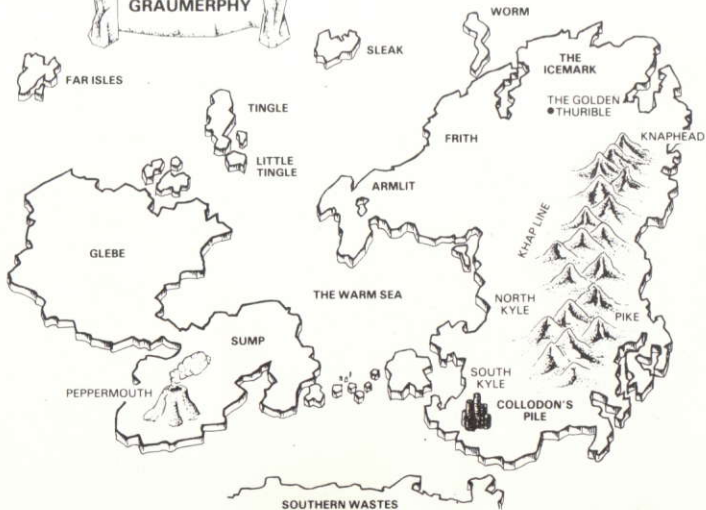 GRAUMERPHY
WORM
SLEAK
THE
ICEMARK
FAR ISLES
THE GOLDEN
THURIBLE
TINGLE
KNAPHEAD
FRITH
LITTLE
TINGLE
ARMLIT
KHAP LINE
GLEBE
THE WARM SEA
NORTH
KYLE
PIKE
SUMP
SOUTH
KYLE
PEPPERMOUTH
COLLODON'S
PILE
SOUTHERN WASTES